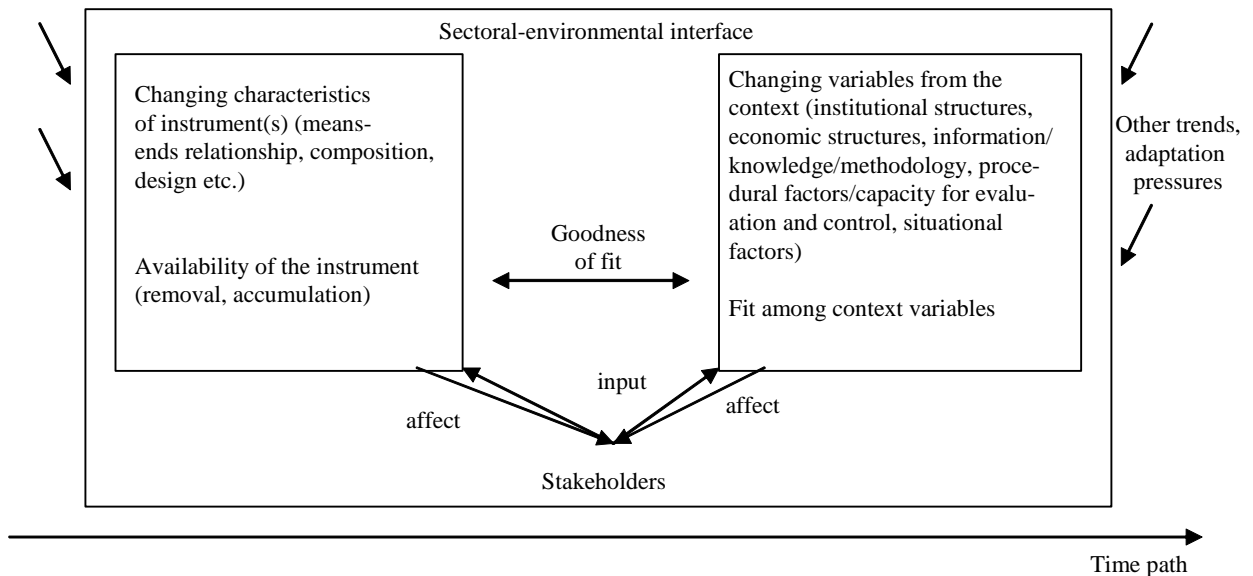 Sectoral-environmental interface
Changing characteristics
of instrument(s) (means-
ends relationship, composition,
design etc.)
Availability of the instrument
(removal, accumulation)
Goodness
of fit
Changing variables from the
context (institutional structures,
economic structures, information/
knowledge/methodology, proce-
dural factors/capacity for evalu-
ation and control, situational
factors)
Fit among context variables
Other trends,
adaptation
pressures
input
affect
affect
Stakeholders
Time path